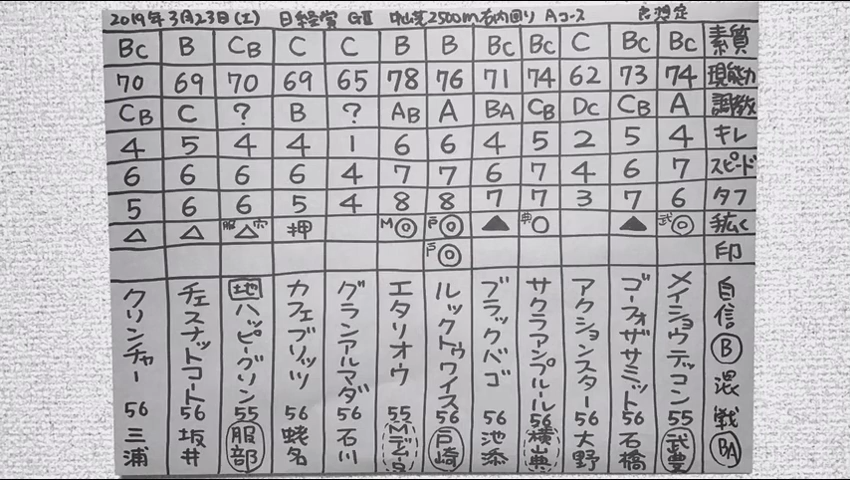 2019年3月23日(土) 日経賞 GⅡ 中山芝2500m右内回り Aコース 良想定
BC B CB C C B B BC BC C BC BC 素質
70 69 70 69 65 78 76 71 74 62 73 74 現能力
CB C ? B ? AB A BA CB DC CB A 調教
4 5 4 4 1 6 6 4 5 2 5 4 キレ
6 6 6 6 4 7 7 6 7 4 6 7 スピード
5 6 6 5 4 8 8 7 7 3 7 6 タフ
△ △ 服△穴 押 M◎ 戸◎ ▲ 典○ ▲ 武◎ 手広く
戸◎ 印
自信 B 混戦 BA
メイショウテッコン 55 武豊
ゴーフォザサミット 56 石橋
アクションスター 56 大野
サクラアンプルール 56 横山典
ブラックバゴ 56 池添
ルックトゥワイス 56 戸崎
エタリオウ 55 Mデムーロ
グランアルマダ 56 石川
カフェブリッツ 56 蛯名
地 ハッピーグリン 55 服部
チェスナットコート 56 坂井
クリンチャー 56 三浦